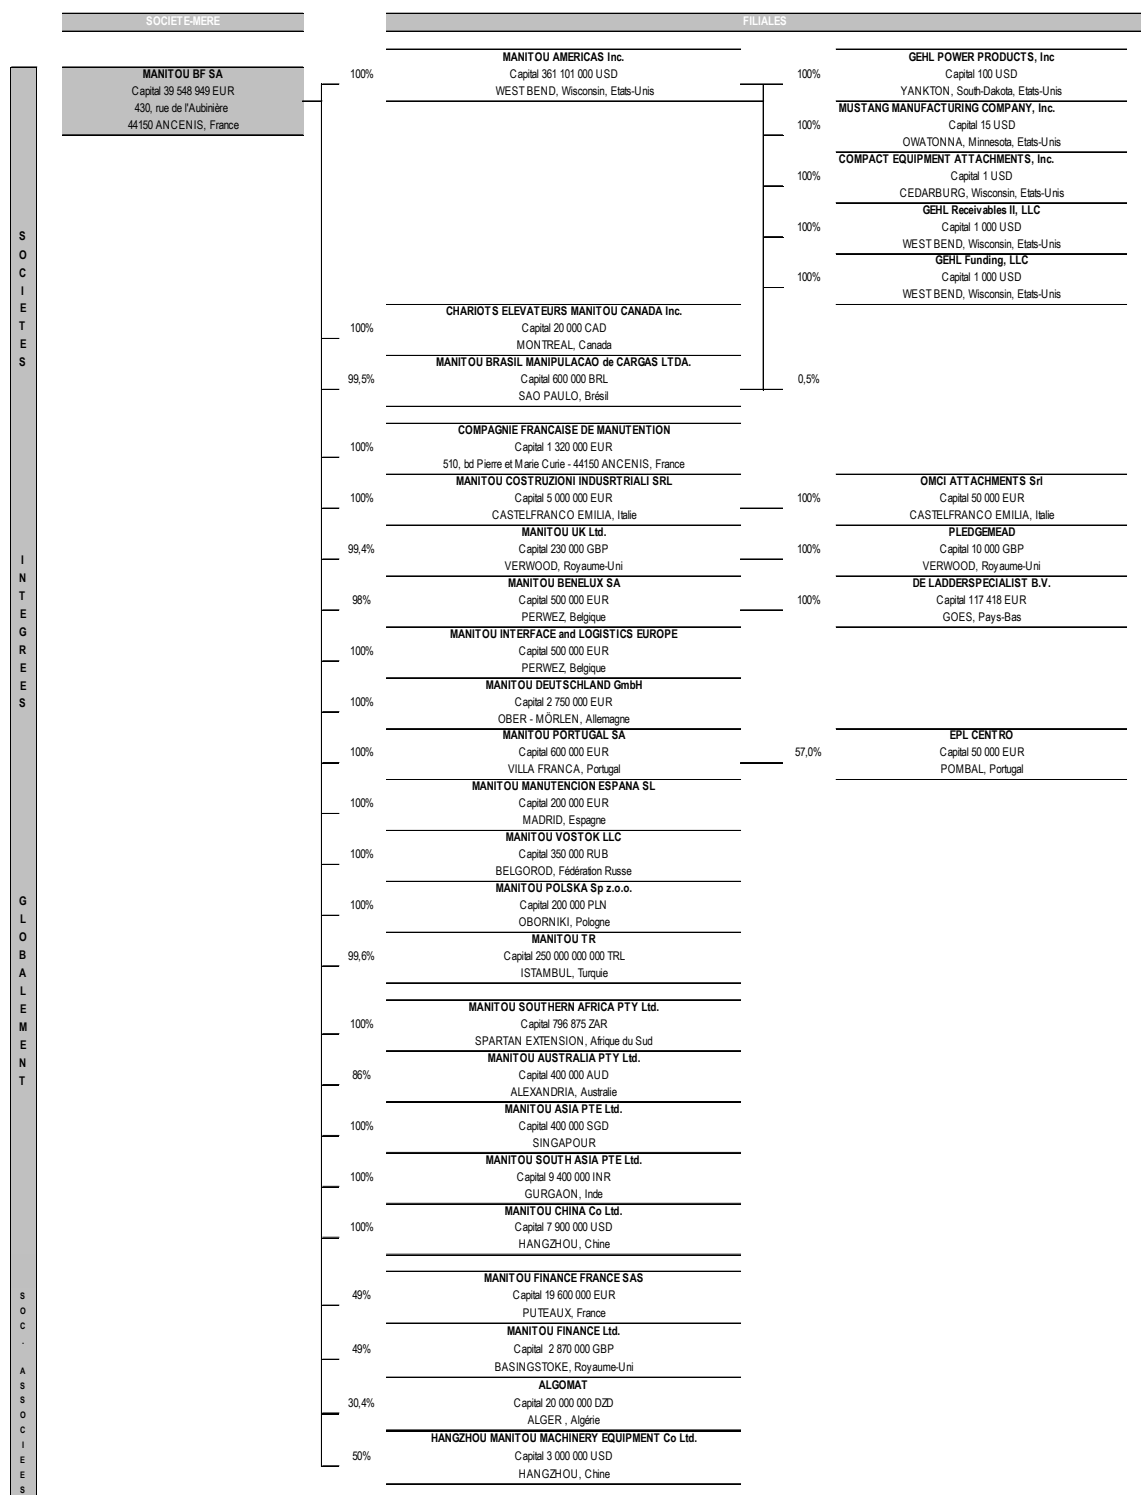 SOCIETE-MERE
FILIALES
MANITOU BF SA
Capital 39 548 949 EUR
430, rue de l'Aubinière
44150 ANCENIS, France
100%
MANITOU AMERICAS Inc.
Capital 361 101 000 USD
WEST BEND, Wisconsin, Etats-Unis
100%
GEHL POWER PRODUCTS, Inc
Capital 100 USD
YANKTON, South-Dakota, Etats-Unis
100%
MUSTANG MANUFACTURING COMPANY, Inc.
Capital 15 USD
OWATONNA, Minnesota, Etats-Unis
100%
COMPACT EQUIPMENT ATTACHMENTS, Inc.
Capital 1 USD
CEDARBURG, Wisconsin, Etats-Unis
100%
GEHL Receivables II, LLC
Capital 1 000 USD
WEST BEND, Wisconsin, Etats-Unis
100%
GEHL Funding, LLC
Capital 1 000 USD
WEST BEND, Wisconsin, Etats-Unis
100%
CHARIOTS ELEVATEURS MANITOU CANADA Inc.
Capital 20 000 CAD
MONTREAL, Canada
99,5%
MANITOU BRASIL MANIPULACAO de CARGAS LTDA.
Capital 600 000 BRL
SAO PAULO, Brésil
0,5%
100%
COMPAGNIE FRANCAISE DE MANUTENTION
Capital 1 320 000 EUR
510, bd Pierre et Marie Curie - 44150 ANCENIS, France
100%
MANITOU COSTRUZIONI INDUSRTRIALI SRL
Capital 5 000 000 EUR
CASTELFRANCO EMILIA, Italie
100%
OMCI ATTACHMENTS Srl
Capital 50 000 EUR
CASTELFRANCO EMILIA, Italie
99,4%
MANITOU UK Ltd.
Capital 230 000 GBP
VERWOOD, Royaume-Uni
100%
PLEDGEMEAD
Capital 10 000 GBP
VERWOOD, Royaume-Uni
98%
MANITOU BENELUX SA
Capital 500 000 EUR
PERWEZ, Belgique
100%
DE LADDERSPECIALIST B.V.
Capital 117 418 EUR
GOES, Pays-Bas
100%
MANITOU INTERFACE and LOGISTICS EUROPE
Capital 500 000 EUR
PERWEZ, Belgique
100%
MANITOU DEUTSCHLAND GmbH
Capital 2 750 000 EUR
OBER - MÖRLEN, Allemagne
100%
MANITOU PORTUGAL SA
Capital 600 000 EUR
VILLA FRANCA, Portugal
57,0%
EPL CENTRO
Capital 50 000 EUR
POMBAL, Portugal
100%
MANITOU MANUTENCION ESPANA SL
Capital 200 000 EUR
MADRID, Espagne
100%
MANITOU VOSTOK LLC
Capital 350 000 RUB
BELGOROD, Fédération Russe
100%
MANITOU POLSKA Sp z.o.o.
Capital 200 000 PLN
OBORNIKI, Pologne
99,6%
MANITOU TR
Capital 250 000 000 000 TRL
ISTAMBUL, Turquie
100%
MANITOU SOUTHERN AFRICA PTY Ltd.
Capital 796 875 ZAR
SPARTAN EXTENSION, Afrique du Sud
86%
MANITOU AUSTRALIA PTY Ltd.
Capital 400 000 AUD
ALEXANDRIA, Australie
100%
MANITOU ASIA PTE Ltd.
Capital 400 000 SGD
SINGAPOUR
100%
MANITOU SOUTH ASIA PTE Ltd.
Capital 9 400 000 INR
GURGAON, Inde
100%
MANITOU CHINA Co Ltd.
Capital 7 900 000 USD
HANGZHOU, Chine
49%
MANITOU FINANCE FRANCE SAS
Capital 19 600 000 EUR
PUTEAUX, France
49%
MANITOU FINANCE Ltd.
Capital 2 870 000 GBP
BASINGSTOKE, Royaume-Uni
30,4%
ALGOMAT
Capital 20 000 000 DZD
ALGER , Algérie
50%
HANGZHOU MANITOU MACHINERY EQUIPMENT Co Ltd.
Capital 3 000 000 USD
HANGZHOU, Chine
SOCIETES INTEGREES GLOBALEMENT
SOC. ASSOCIEES